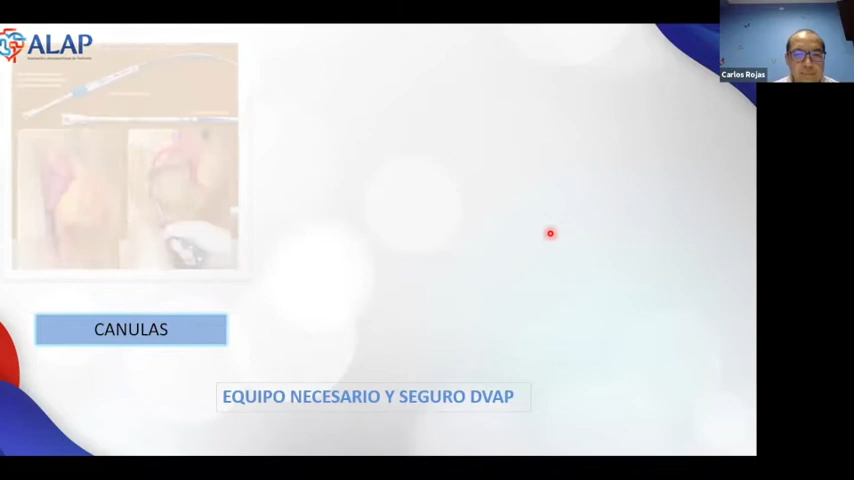 ALAP
Carlos Rojas
CANULAS
EQUIPO NECESARIO Y SEGURO DVAP